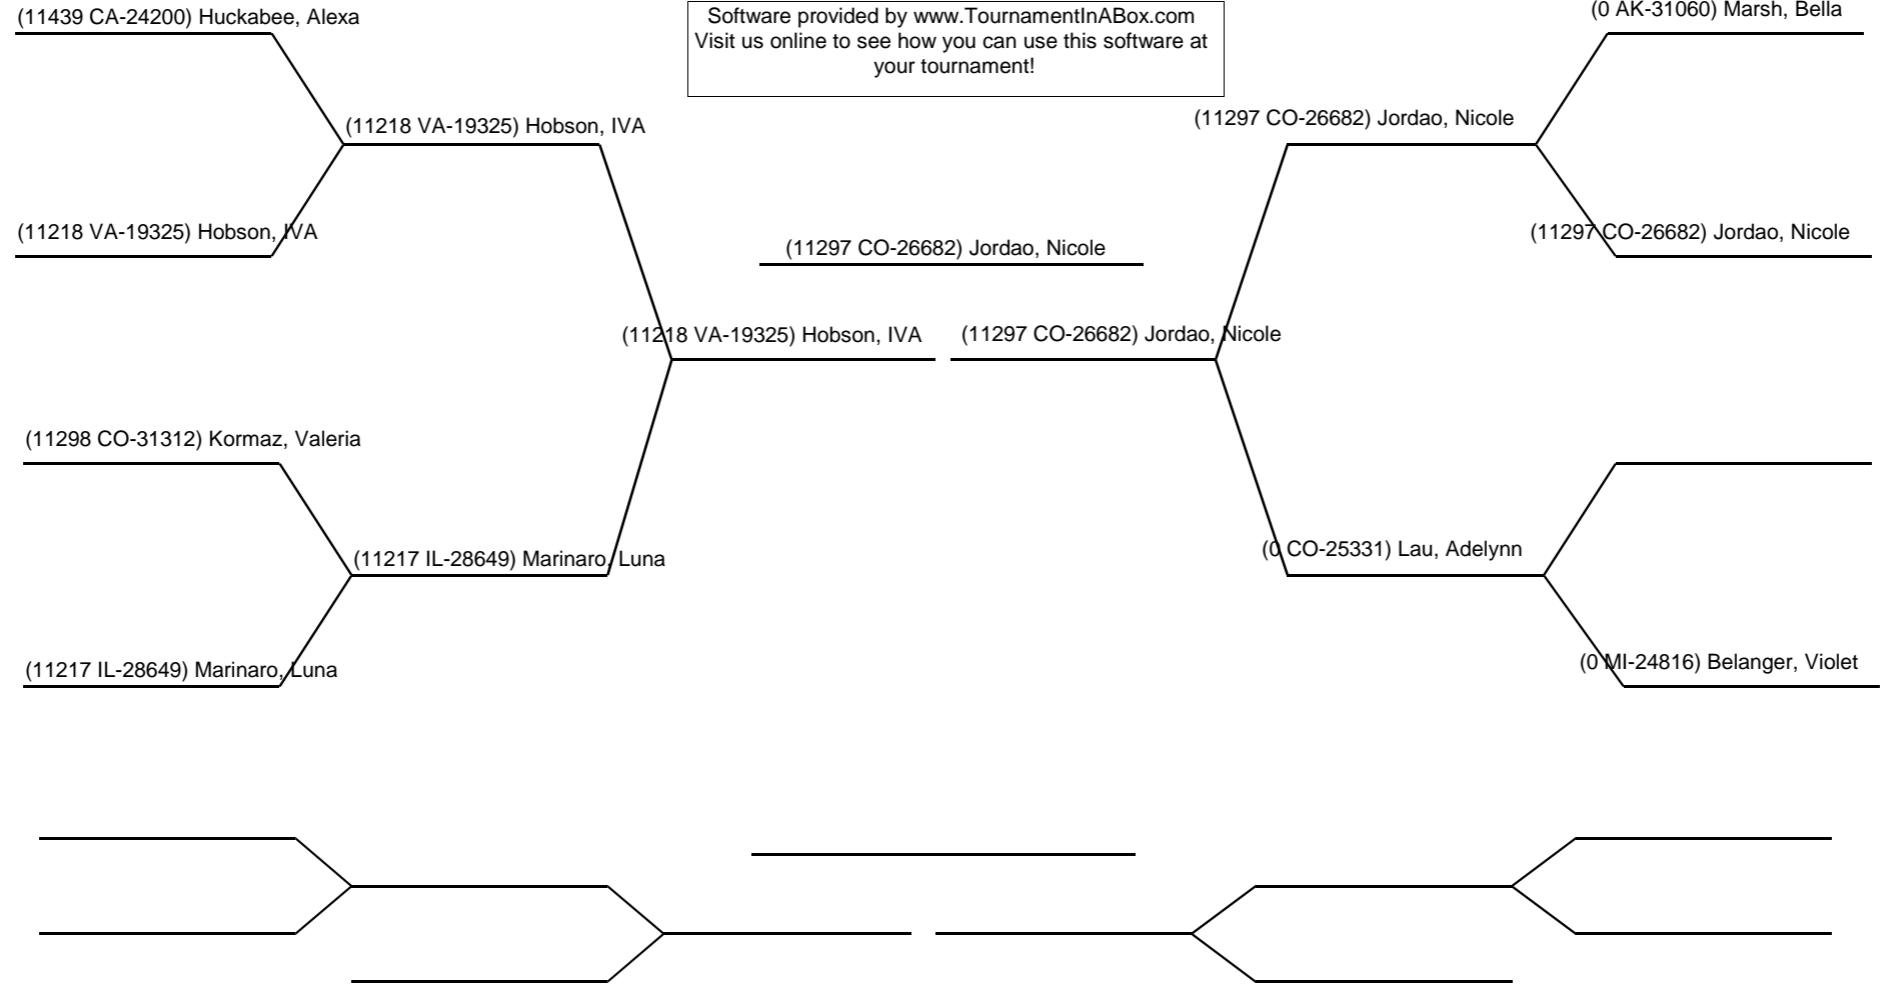 (11439 CA-24200) Huckabee, Alexa
Software provided by www.TournamentInABox.com
Visit us online to see how you can use this software at
your tournament!
(0 AK-31060) Marsh, Bella
(11218 VA-19325) Hobson, IVA
(11297 CO-26682) Jordao, Nicole
(11218 VA-19325) Hobson, IVA
(11297 CO-26682) Jordao, Nicole
(11297 CO-26682) Jordao, Nicole
(11218 VA-19325) Hobson, IVA
(11297 CO-26682) Jordao, Nicole
(11298 CO-31312) Kormaz, Valeria
(11217 IL-28649) Marinaro, Luna
(0 CO-25331) Lau, Adelynn
(11217 IL-28649) Marinaro, Luna
(0 MI-24816) Belanger, Violet